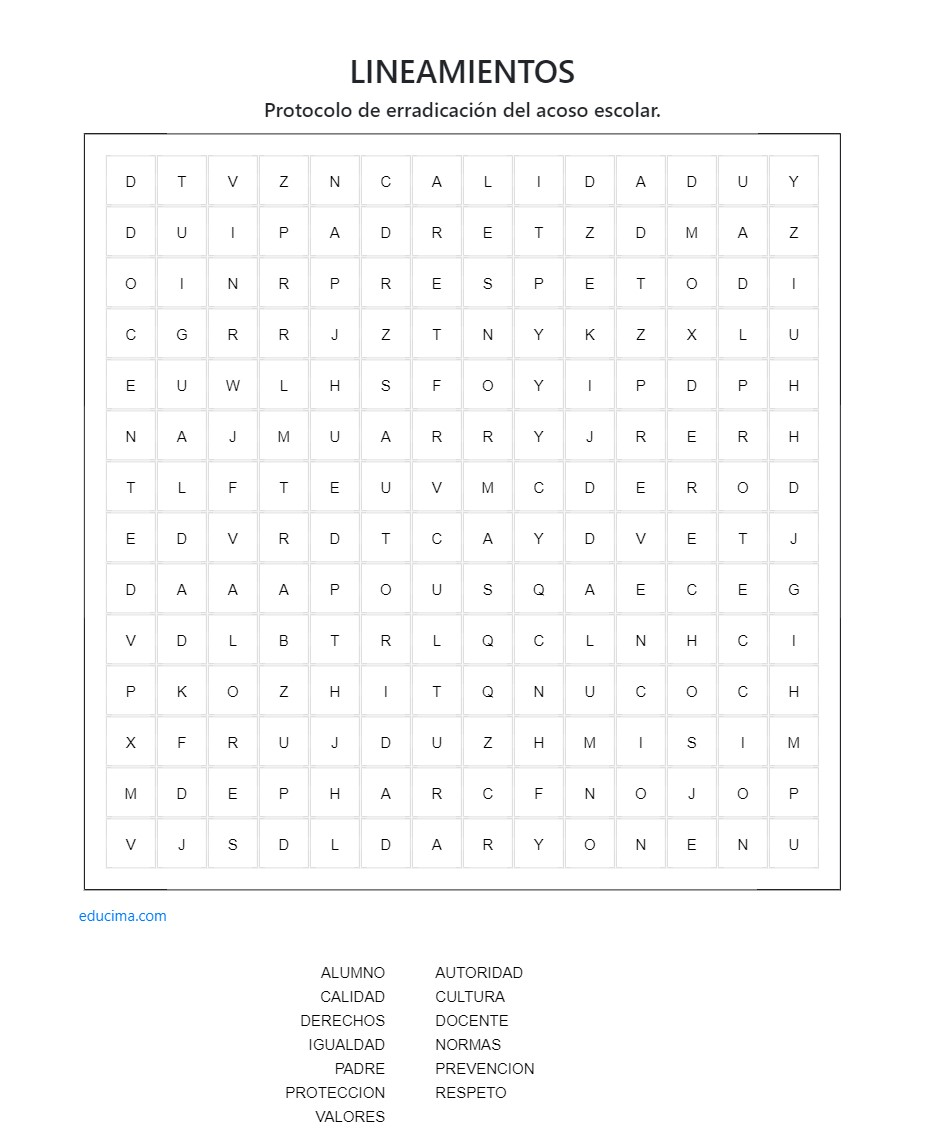 LINEAMIENTOS
Protocolo de erradicación del acoso escolar.
D T V Z N C A L I D A D U Y
D U I P A D R E T Z D M A Z
O I N R P R E S P E T O D I
C G R R J Z T N Y K Z X L U
E U W L H S F O Y I P D P H
N A J M U A R R Y J R E R H
T L F T E U V M C D E R O D
E D V R D T C A Y D V E T J
D A A A P O U S Q A E C E G
V D L B T R L Q C L N H C I
P K O Z H I T Q N U C O C H
X F R U J D U Z H M I S I M
M D E P H A R C F N O J O P
V J S D L D A R Y O N E N U
educima.com
ALUMNO AUTORIDAD
CALIDAD CULTURA
DERECHOS DOCENTE
IGUALDAD NORMAS
PADRE PREVENCION
PROTECCION RESPETO
VALORES